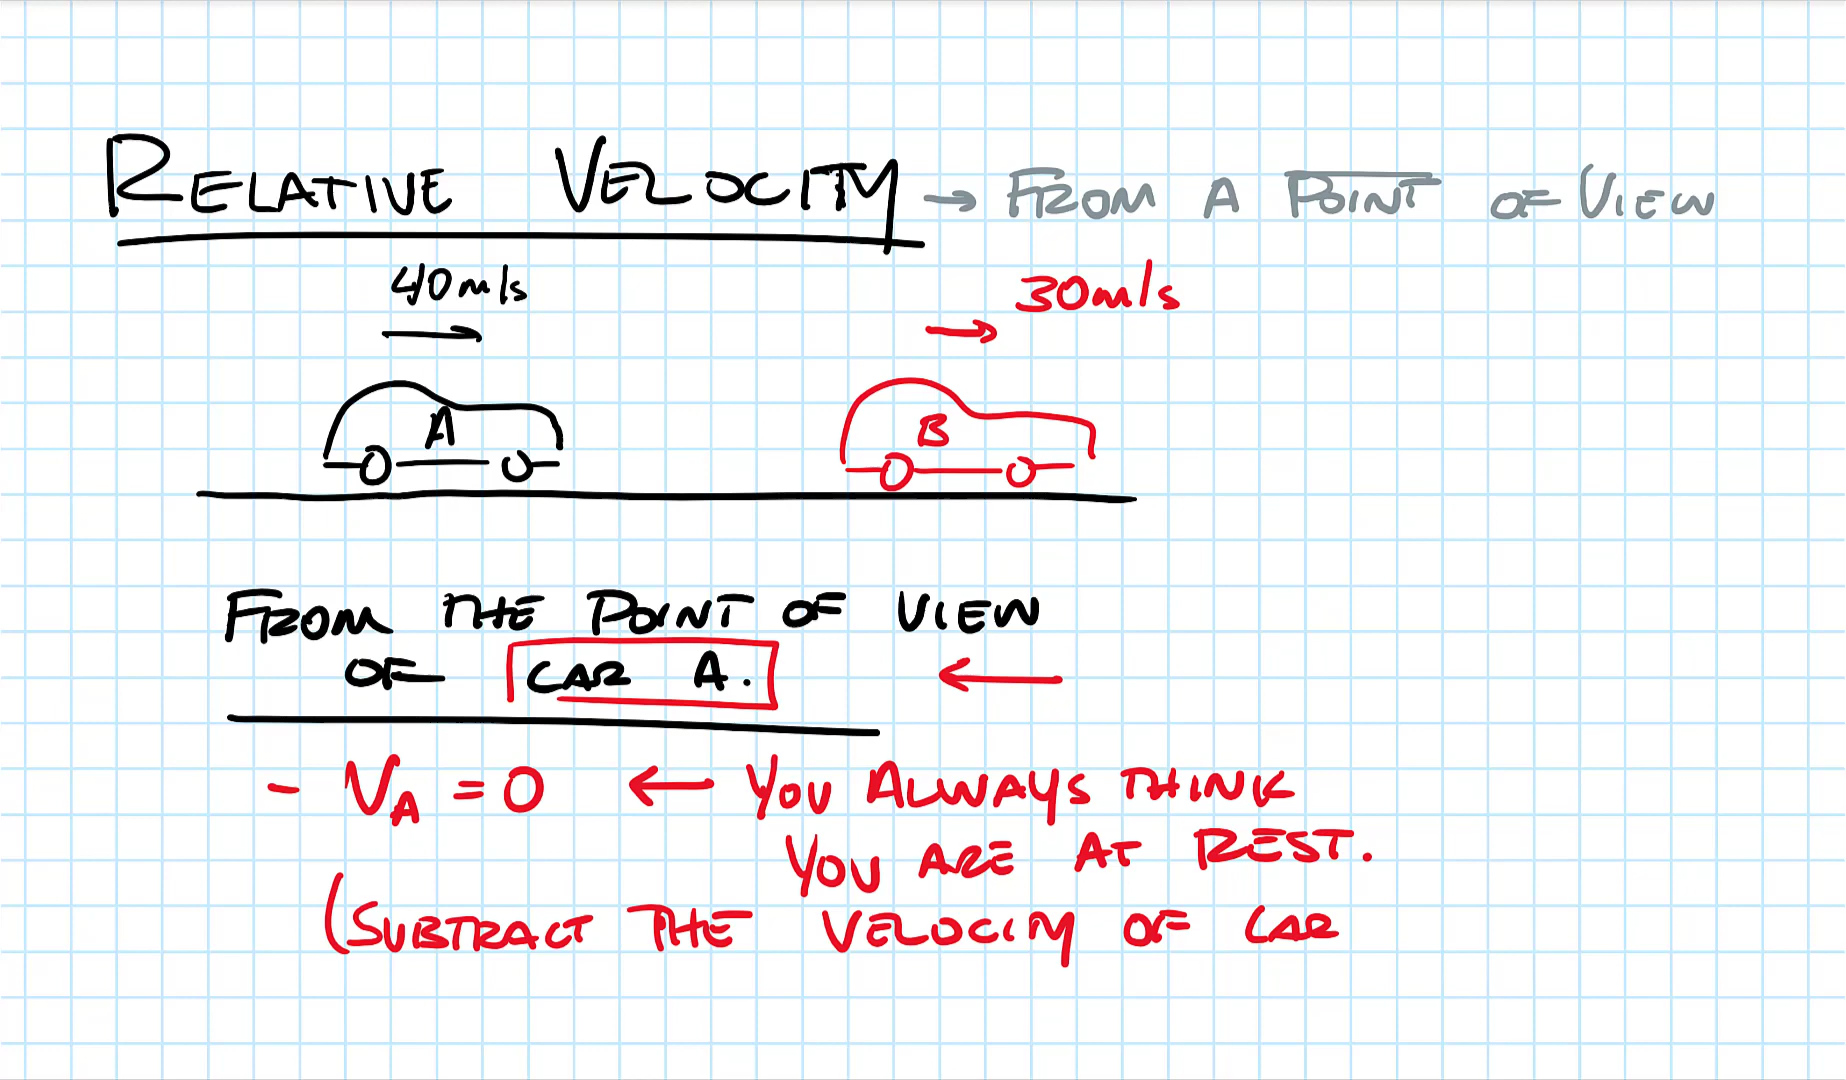 RELATIVE VELOCITY → FROM A POINT OF VIEW
40m/s
30m/s
A
B
FROM THE POINT OF VIEW
OF CAR A.
- VA = 0 ← YOU ALWAYS THINK
YOU ARE AT REST.
(SUBTRACT THE VELOCITY OF CAR